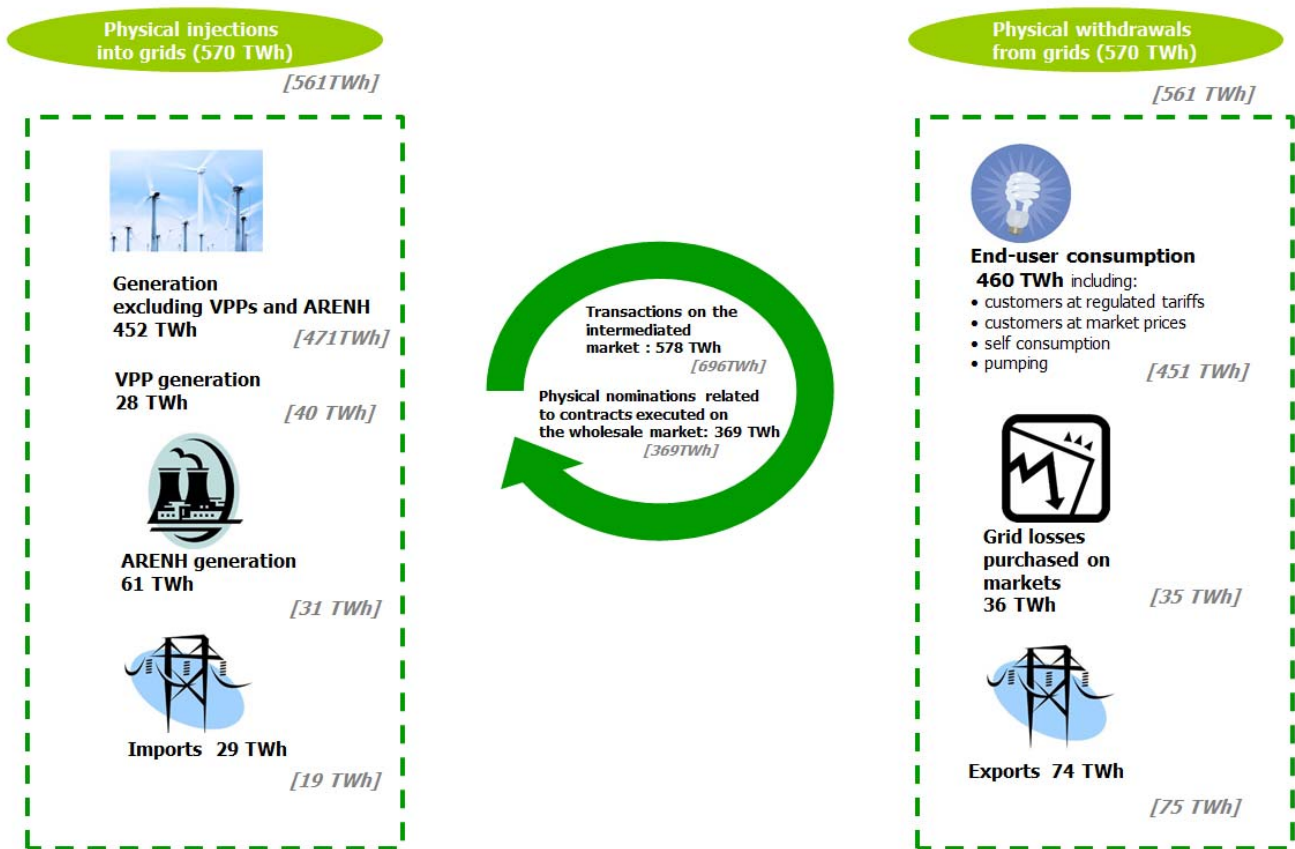 Physical injections
into grids (570 TWh)
[561TWh]
Generation
excluding VPPs and ARENH
452 TWh
[471TWh]
VPP generation
28 TWh
[40 TWh]
ARENH generation
61 TWh
[31 TWh]
Imports 29 TWh
[19 TWh]
Transactions on the
intermediated
market : 578 TWh
[696TWh]
Physical nominations related
to contracts executed on
the wholesale market: 369 TWh
[369TWh]
Physical withdrawals
from grids (570 TWh)
[561 TWh]
End-user consumption
460 TWh including:
• customers at regulated tariffs
• customers at market prices
• self consumption
• pumping
[451 TWh]
Grid losses
purchased on
markets
36 TWh
[35 TWh]
Exports 74 TWh
[75 TWh]